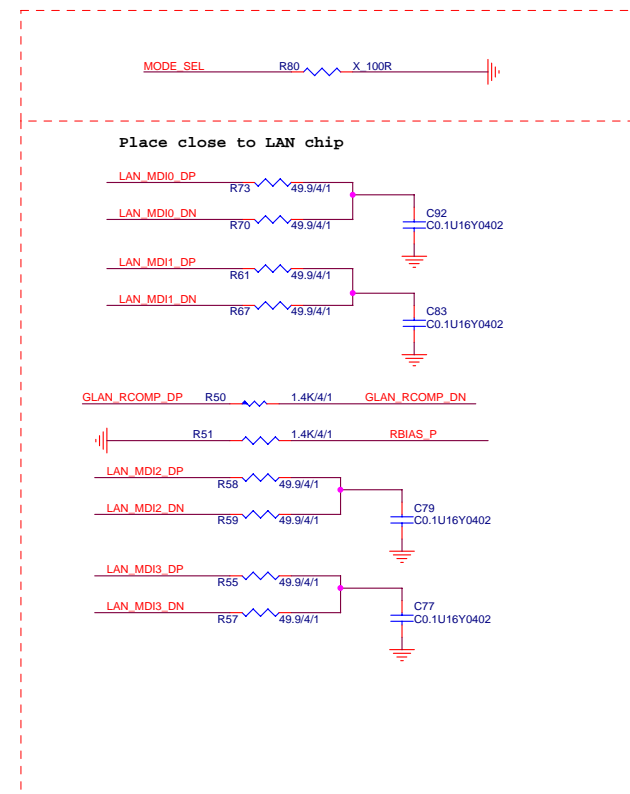 MODE_SEL R80 X_100R
Place close to LAN chip
LAN_MDI0_DP
R73 49.9/4/1
LAN_MDI0_DN
R70 49.9/4/1
C92
C0.1U16Y0402
LAN_MDI1_DP
R61 49.9/4/1
LAN_MDI1_DN
R67 49.9/4/1
C83
C0.1U16Y0402
GLAN_RCOMP_DP R50 1.4K/4/1 GLAN_RCOMP_DN
R51 1.4K/4/1 RBIAS_P
LAN_MDI2_DP
R58 49.9/4/1
LAN_MDI2_DN
R59 49.9/4/1
C79
C0.1U16Y0402
LAN_MDI3_DP
R55 49.9/4/1
LAN_MDI3_DN
R57 49.9/4/1
C77
C0.1U16Y0402